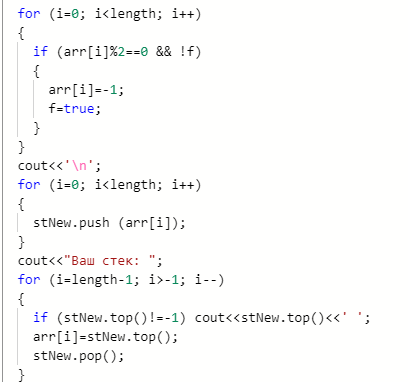 for (i=0; i<length; i++)
{
if (arr[i]%2==0 && !f)
{
arr[i]=-1;
f=true;
}
}
cout<<'\n';
for (i=0; i<length; i++)
{
stNew.push (arr[i]);
}
cout<<"Ваш стек: ";
for (i=length-1; i>-1; i--)
{
if (stNew.top()!=-1) cout<<stNew.top()<<' ';
arr[i]=stNew.top();
stNew.pop();
}